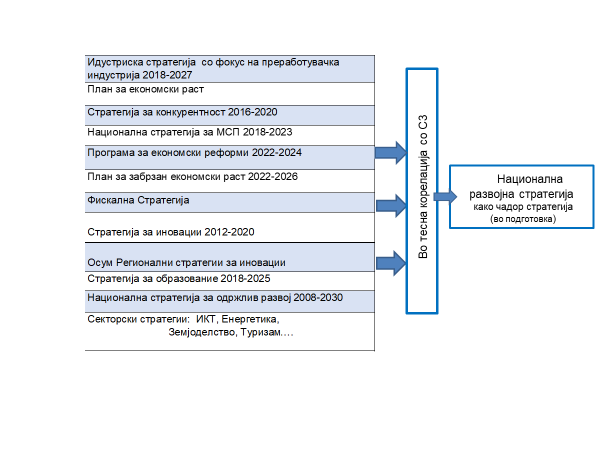 Идустриска стратегија со фокус на преработувачка
индустрија 2018-2027
План за економски раст
Стратегија за конкурентност 2016-2020
Национална стратегија за МСП 2018-2023
Програма за економски реформи 2022-2024
План за забрзан економски раст 2022-2026
Фискална Стратегија
Стратегија за иновации 2012-2020
Осум Регионални стратегии за иновации
Стратегија за образование 2018-2025
Национална стратегија за одржлив развој 2008-2030
Секторски стратегии: ИКТ, Енергетика,
Земјоделство, Туризам….
Во тесна корелација со С3
Национална
развојна стратегија
како чадор стратегија
(во подготовка)